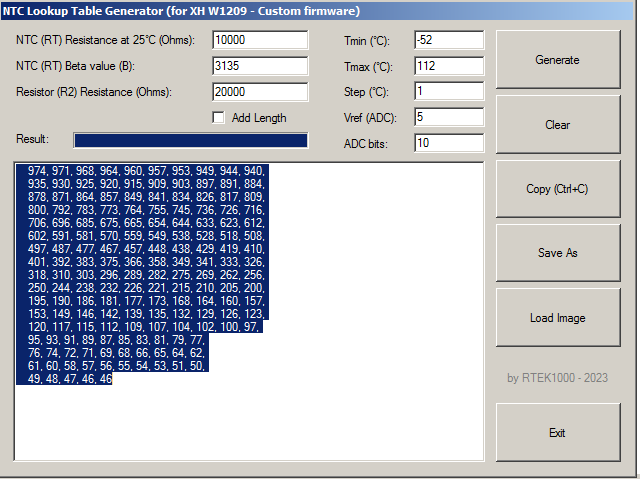 NTC Lookup Table Generator (for XH W1209 - Custom firmware)
NTC (RT) Resistance at 25°C (Ohms): 10000 Tmin (°C): -52 Generate
NTC (RT) Beta value (B): 3135 Tmax (°C): 112
Resistor (R2) Resistance (Ohms): 20000 Step (°C): 1 Clear
Add Length Vref (ADC): 5
Result: ADC bits: 10
974, 971, 968, 964, 960, 957, 953, 949, 944, 940,
935, 930, 925, 920, 915, 909, 903, 897, 891, 884,
878, 871, 864, 857, 849, 841, 834, 826, 817, 809,
800, 792, 783, 773, 764, 755, 745, 736, 726, 716,
706, 696, 685, 675, 665, 654, 644, 633, 623, 612,
602, 591, 581, 570, 559, 549, 538, 528, 518, 508,
497, 487, 477, 467, 457, 448, 438, 429, 419, 410,
401, 392, 383, 375, 366, 358, 349, 341, 333, 326,
318, 310, 303, 296, 289, 282, 275, 269, 262, 256,
250, 244, 238, 232, 226, 221, 215, 210, 205, 200,
195, 190, 186, 181, 177, 173, 168, 164, 160, 157,
153, 149, 146, 142, 139, 135, 132, 129, 126, 123,
120, 117, 115, 112, 109, 107, 104, 102, 100, 97,
95, 93, 91, 89, 87, 85, 83, 81, 79, 77,
76, 74, 72, 71, 69, 68, 66, 65, 64, 62,
61, 60, 58, 57, 56, 55, 54, 53, 51, 50,
49, 48, 47, 46, 46
Copy (Ctrl+C)
Save As
Load Image
by RTEK1000 - 2023
Exit